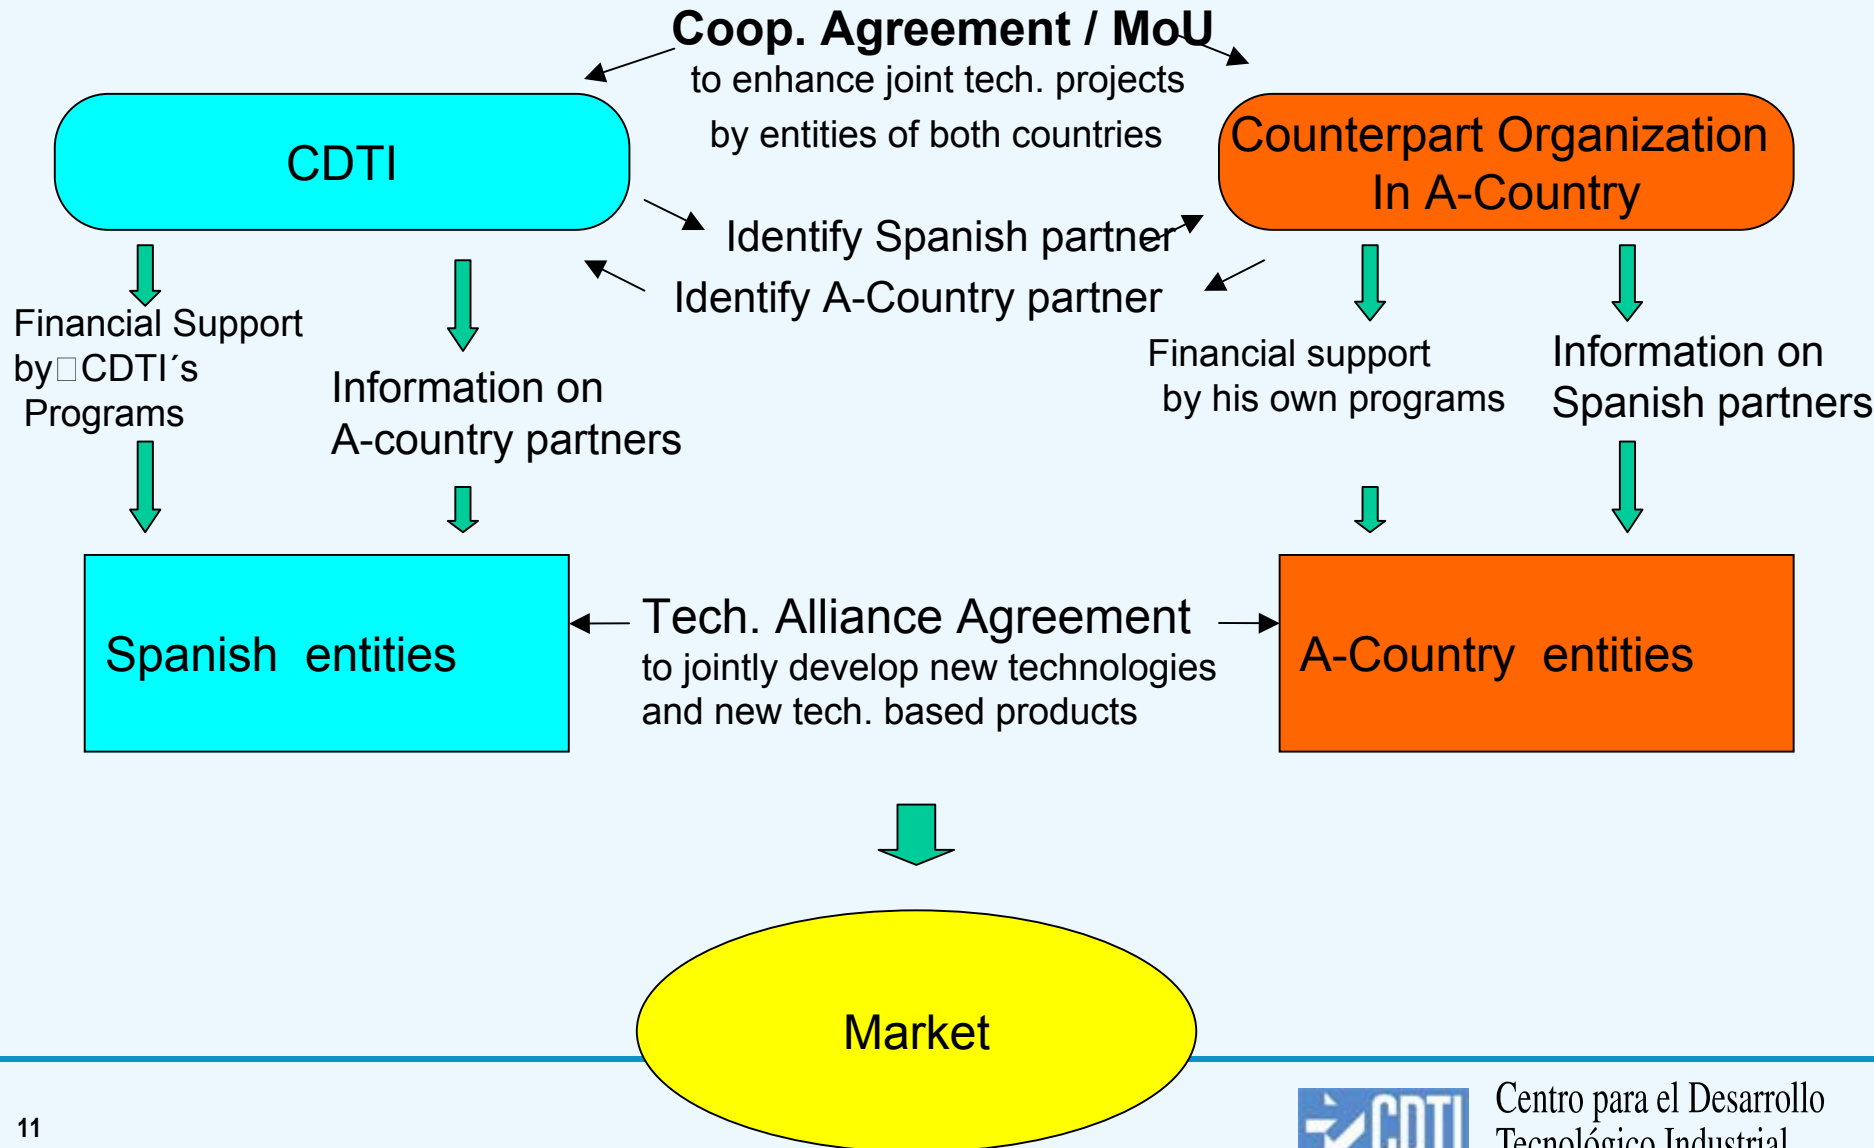 Coop. Agreement / MoU
to enhance joint tech. projects
by entities of both countries
CDTI
Counterpart Organization
In A-Country
Identify Spanish partner
Identify A-Country partner
Financial Support
by□CDTI´s
Programs
Information on
A-country partners
Financial support
by his own programs
Information on
Spanish partners
Spanish entities
Tech. Alliance Agreement
to jointly develop new technologies
and new tech. based products
A-Country entities
Market
11
CDTI
Centro para el Desarrollo
Tecnológico Industrial